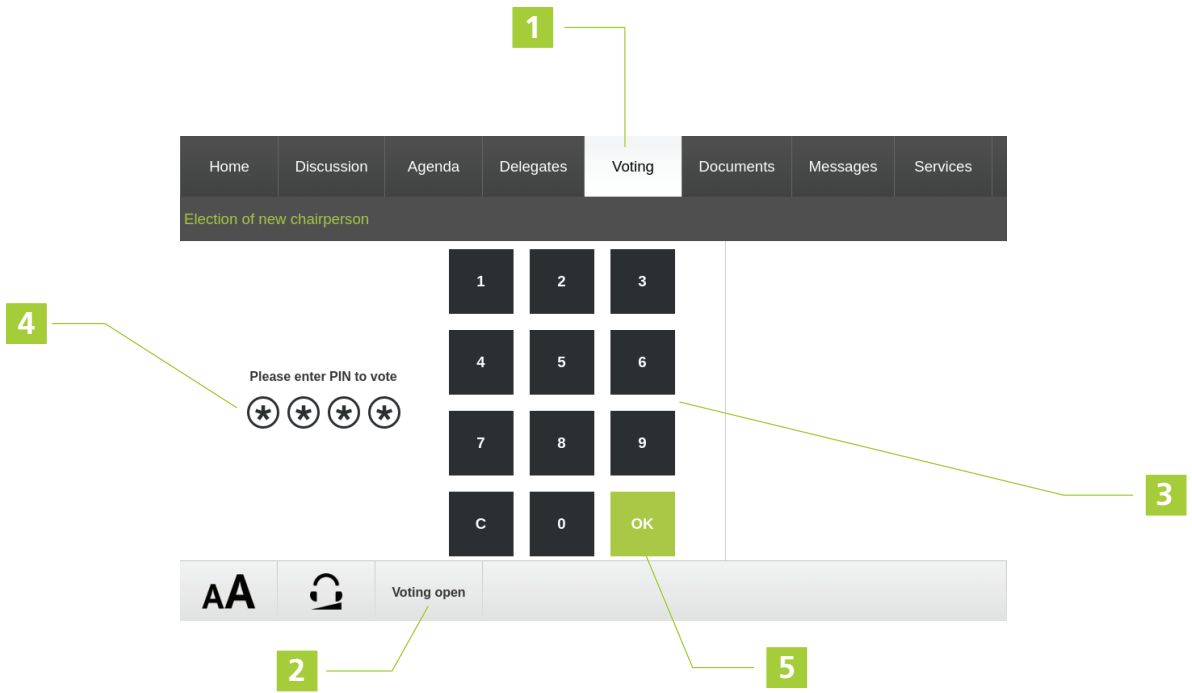 1
Home Discussion Agenda Delegates Voting Documents Messages Services
Election of new chairperson
1 2 3
4
4 5 6
Please enter PIN to vote
* * * *
7 8 9
3
C 0 OK
AA Voting open
2 5